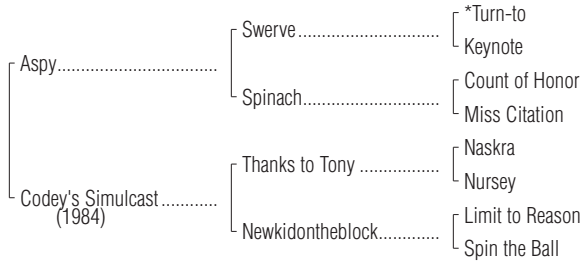 *Turn-to
Swerve..................................
Keynote
Aspy......................................
Count of Honor
Spinach.................................
Miss Citation
Naskra
Thanks to Tony ....................
Nursey
Codey's Simulcast .............
(1984)
Limit to Reason
Newkidontheblock...............
Spin the Ball